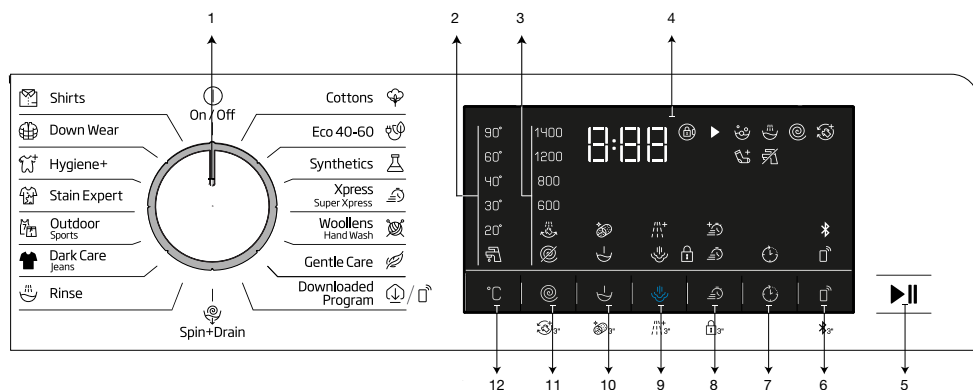 1
2
3
4
On/Off
Shirts
Down Wear
Hygiene+
Stain Expert
Outdoor
Sports
Dark Care
Jeans
Rinse
Spin+Drain
Cottons
Eco 40-60
Synthetics
Xpress
Super Xpress
Woollens
Hand Wash
Gentle Care
Downloaded
Program
/
90°
60°
40°
30°
20°
1400
1200
800
600
8:88
°C
3"
3"
3"
3"
3"
12
11
10
9
8
7
6
5